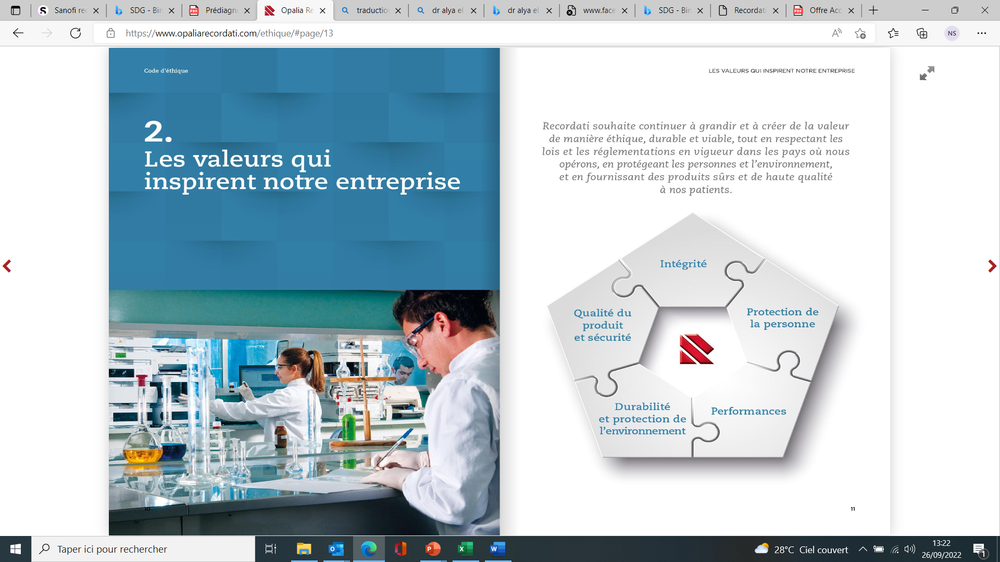 Sanofi rec
SDG - Bin
Prédiagno
Opalia Re
traduction
dr alya el
dr alya el
www.face
SDG - Bin
Recordati
Offre Acc
https://www.opaliarecordati.com/ethique/#page/13
NS
Code d'éthique
2.
Les valeurs qui
inspirent notre entreprise
10
LES VALEURS QUI INSPIRENT NOTRE ENTREPRISE
Recordati souhaite continuer à grandir et à créer de la valeur
de manière éthique, durable et viable, tout en respectant les
lois et les réglementations en vigueur dans les pays où nous
opérons, en protégeant les personnes et l'environnement,
et en fournissant des produits sûrs et de haute qualité
à nos patients.
Intégrité
Qualité du
produit
et sécurité
Protection de
la personne
Durabilité
et protection de
l'environnement
Performances
11
Taper ici pour rechercher
28°C Ciel couvert
13:22
26/09/2022
1